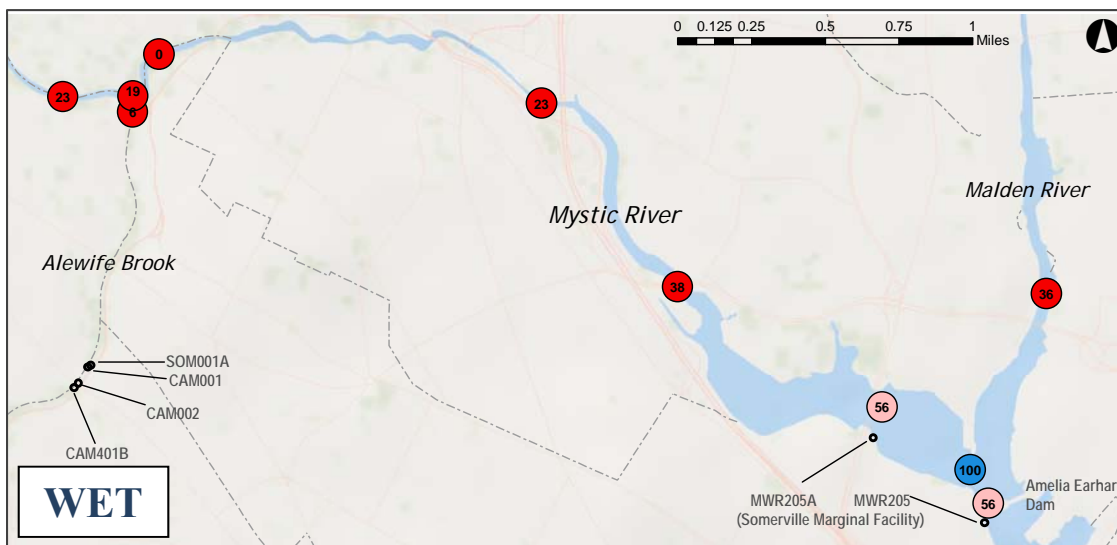 0 0.125 0.25 0.5 0.75 1
Miles
0
23
19
6
23
Mystic River
Malden River
Alewife Brook
38
36
SOM001A
CAM001
CAM002
CAM401B
56
100
56
MWR205A
(Somerville Marginal Facility)
MWR205
Amelia Earhar
Dam
WET